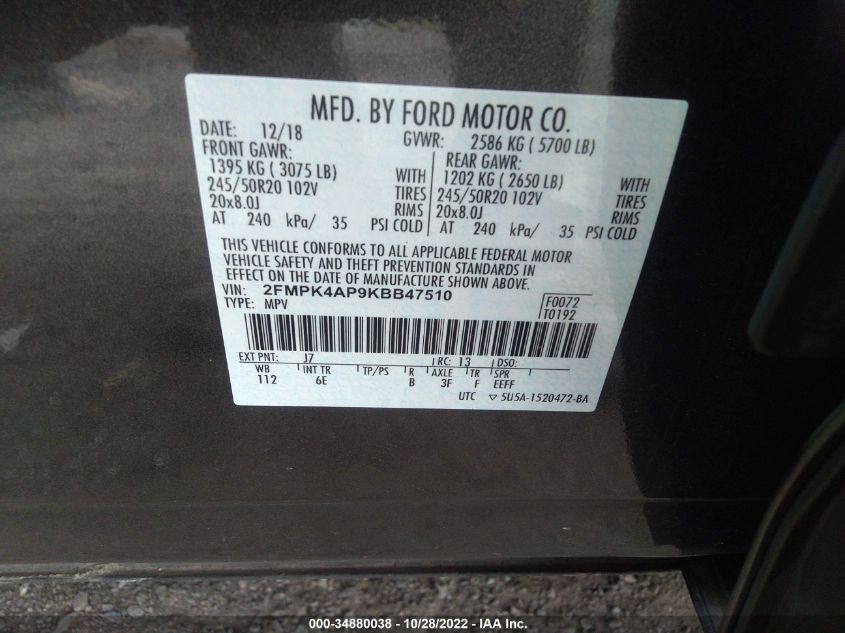 MFD. BY FORD MOTOR CO.
DATE: 12/18 GVWR: 2586 KG ( 5700 LB)
FRONT GAWR: REAR GAWR:
1395 KG ( 3075 LB) WITH 1202 KG ( 2650 LB) WITH
245/50R20 102V TIRES 245/50R20 102V TIRES
20x8.0J RIMS 20x8.0J RIMS
AT 240 kPa/ 35 PSI COLD AT 240 kPa/ 35 PSI COLD
THIS VEHICLE CONFORMS TO ALL APPLICABLE FEDERAL MOTOR
VEHICLE SAFETY AND THEFT PREVENTION STANDARDS IN
EFFECT ON THE DATE OF MANUFACTURE SHOWN ABOVE.
VIN: 2FMPK4AP9KBB47510
TYPE: MPV
F0072
T0192
EXT PNT: J7 RC: 13 DSO:
WB INT TR TP/PS R AXLE TR SPR
112 6E B 3F F EEFF
UTC ▽ 5U5A-1520472-BA
000-34880038 - 10/28/2022 - IAA Inc.